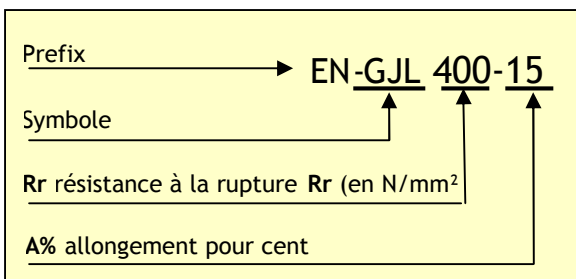 Prefix
EN-GJL 400-15
Symbole
Rr résistance à la rupture Rr (en N/mm²
A% allongement pour cent